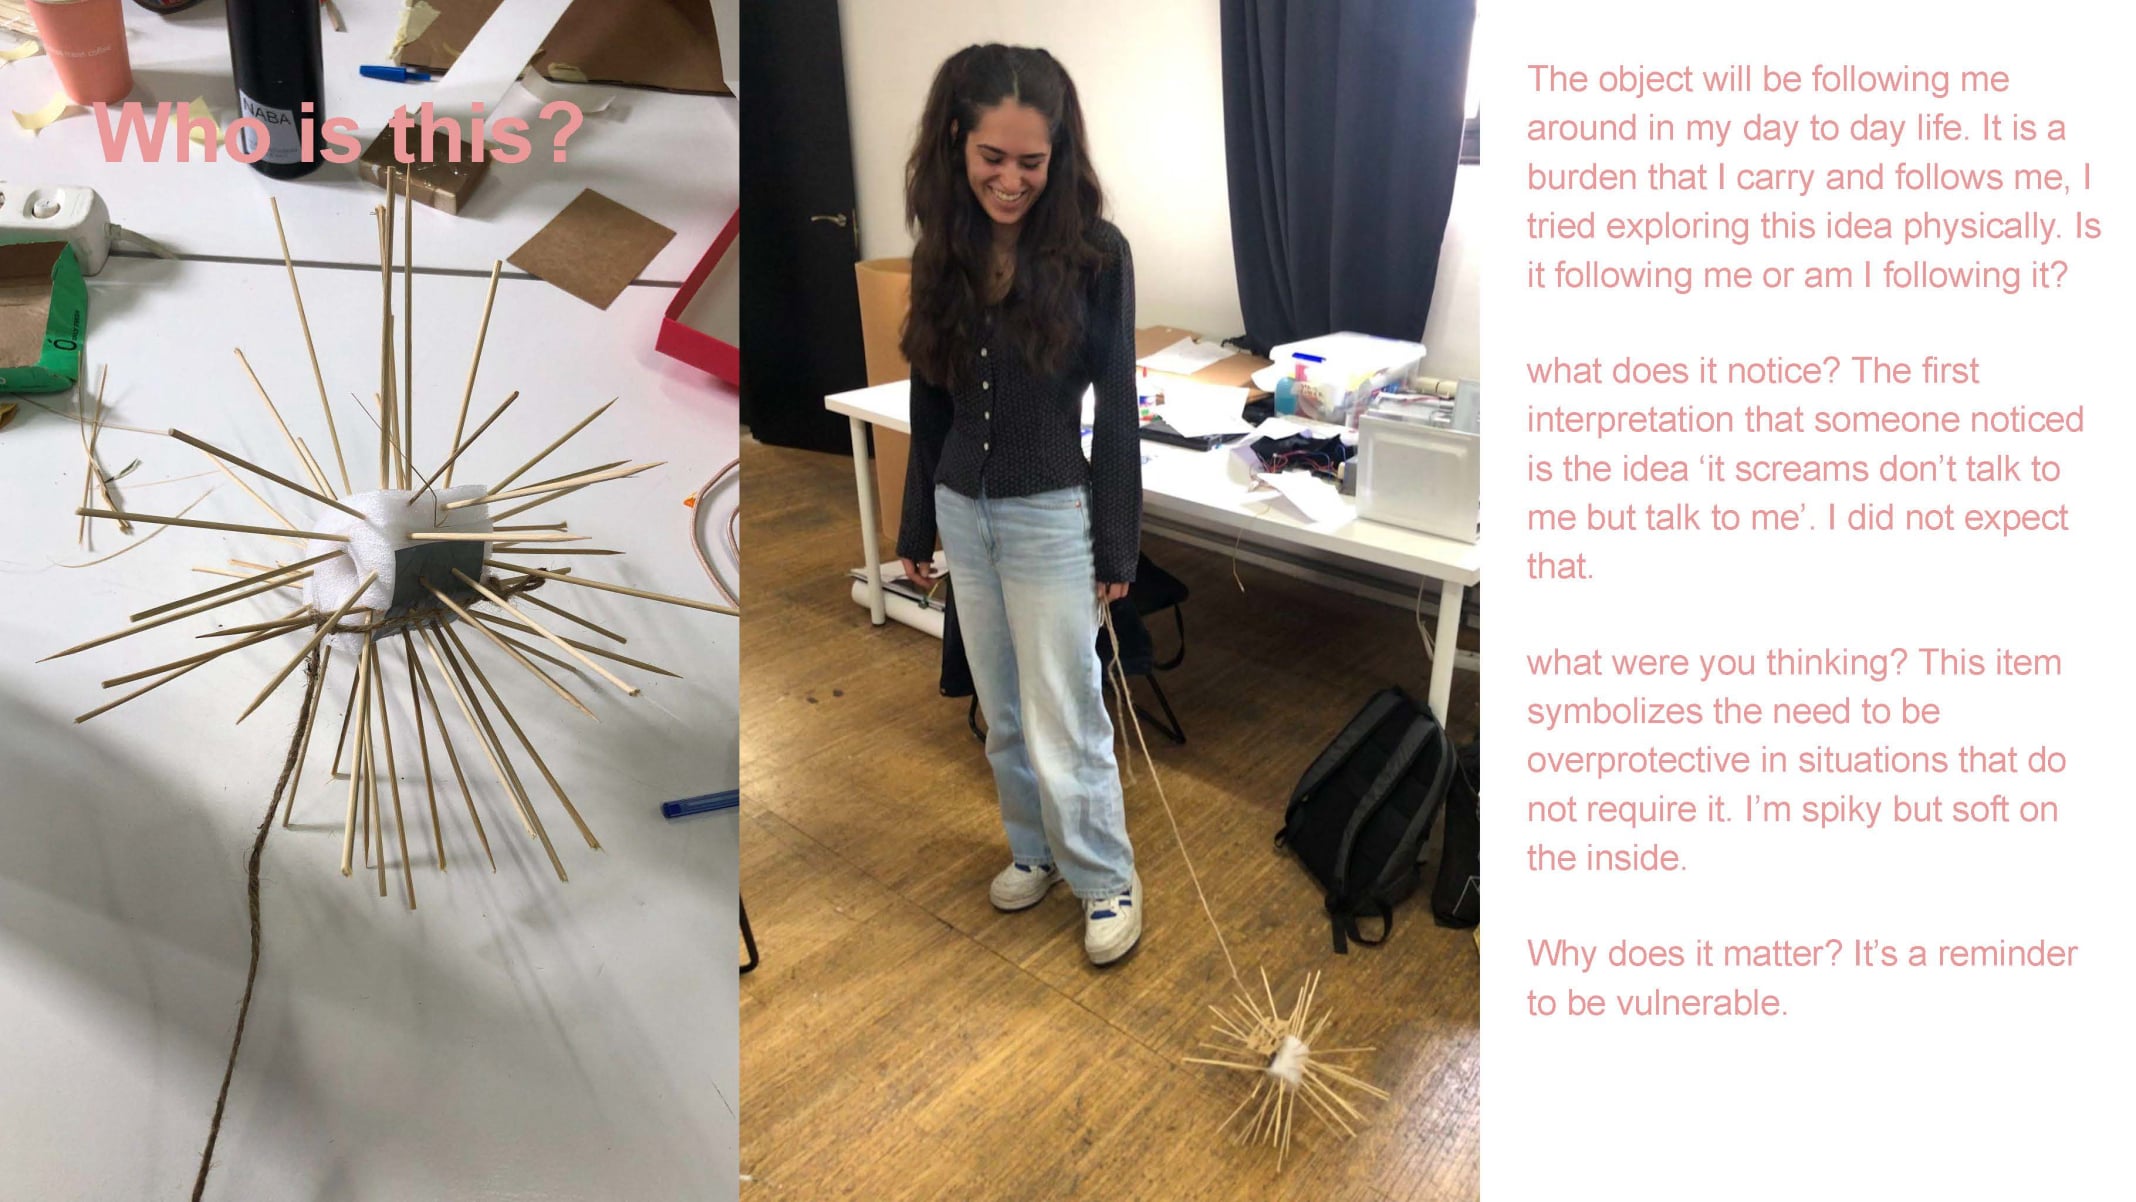 Who is this?
NABA
The object will be following me
around in my day to day life. It is a
burden that I carry and follows me, I
tried exploring this idea physically. Is
it following me or am I following it?
what does it notice? The first
interpretation that someone noticed
is the idea ‘it screams don’t talk to
me but talk to me’. I did not expect
that.
what were you thinking? This item
symbolizes the need to be
overprotective in situations that do
not require it. I’m spiky but soft on
the inside.
Why does it matter? It’s a reminder
to be vulnerable.